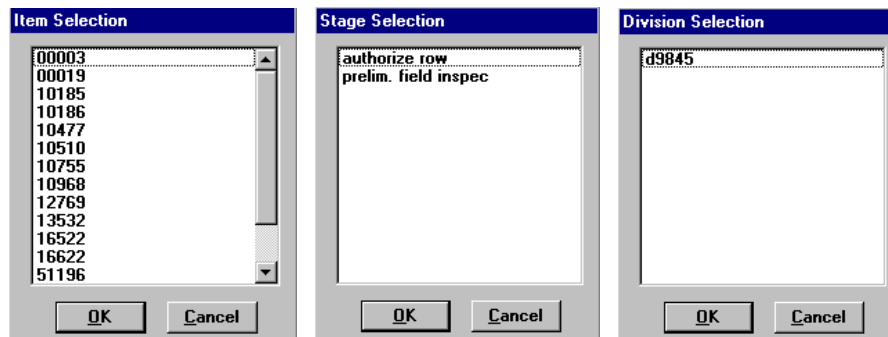 Item Selection
00003
00019
10185
10186
10477
10510
10755
10968
12769
13532
16522
16622
51196
OK
Cancel
Stage Selection
authorize row
prelim. field inspec
OK
Cancel
Division Selection
d9845
OK
Cancel